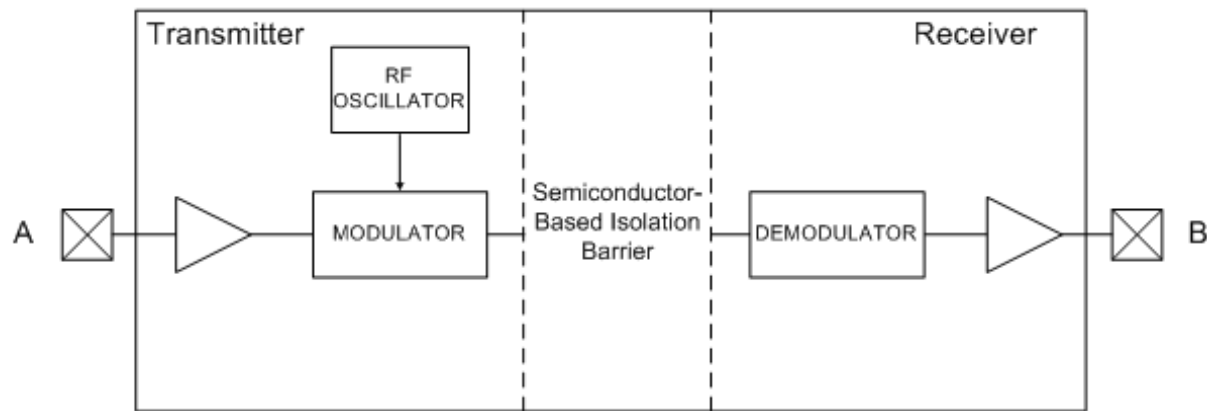 Transmitter
Receiver
RF
OSCILLATOR
A
MODULATOR
Semiconductor-
Based Isolation
Barrier
DEMODULATOR
B